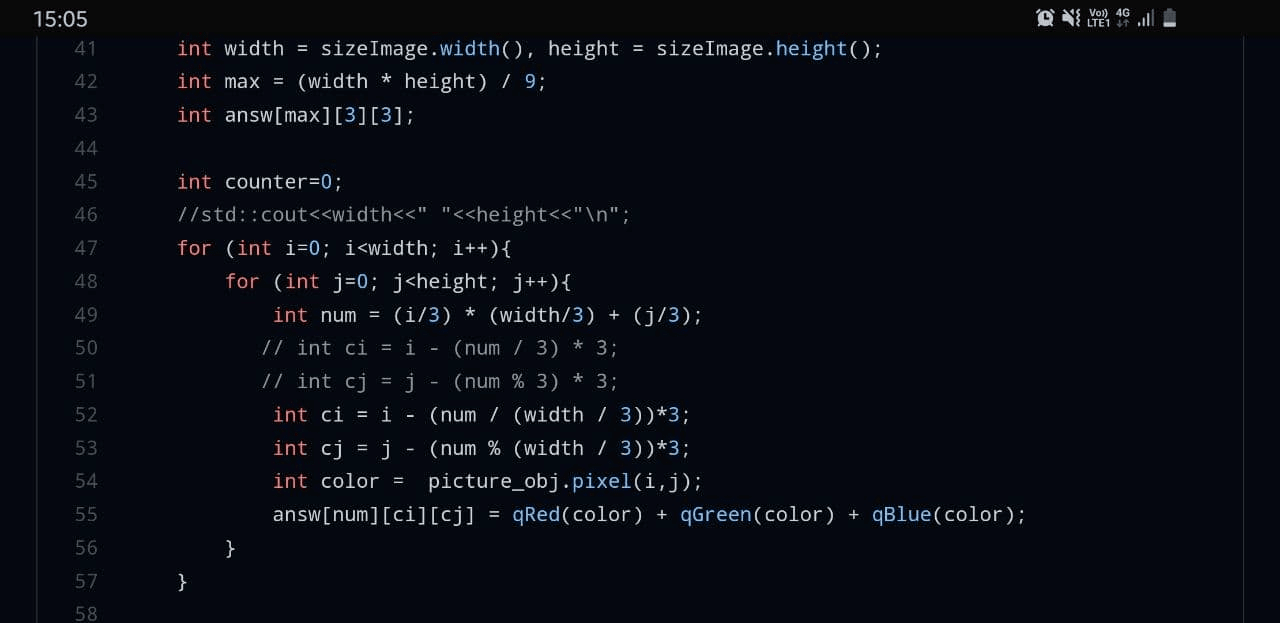 15:05 Vo)) LTE1 4G
41 int width = sizeImage.width(), height = sizeImage.height();
42 int max = (width * height) / 9;
43 int answ[max][3][3];
44
45 int counter=0;
46 //std::cout<<width<<" "<<height<<"\n";
47 for (int i=0; i<width; i++){
48 for (int j=0; j<height; j++){
49 int num = (i/3) * (width/3) + (j/3);
50 // int ci = i - (num / 3) * 3;
51 // int cj = j - (num % 3) * 3;
52 int ci = i - (num / (width / 3))*3;
53 int cj = j - (num % (width / 3))*3;
54 int color =  picture_obj.pixel(i,j);
55 answ[num][ci][cj] = qRed(color) + qGreen(color) + qBlue(color);
56 }
57 }
58